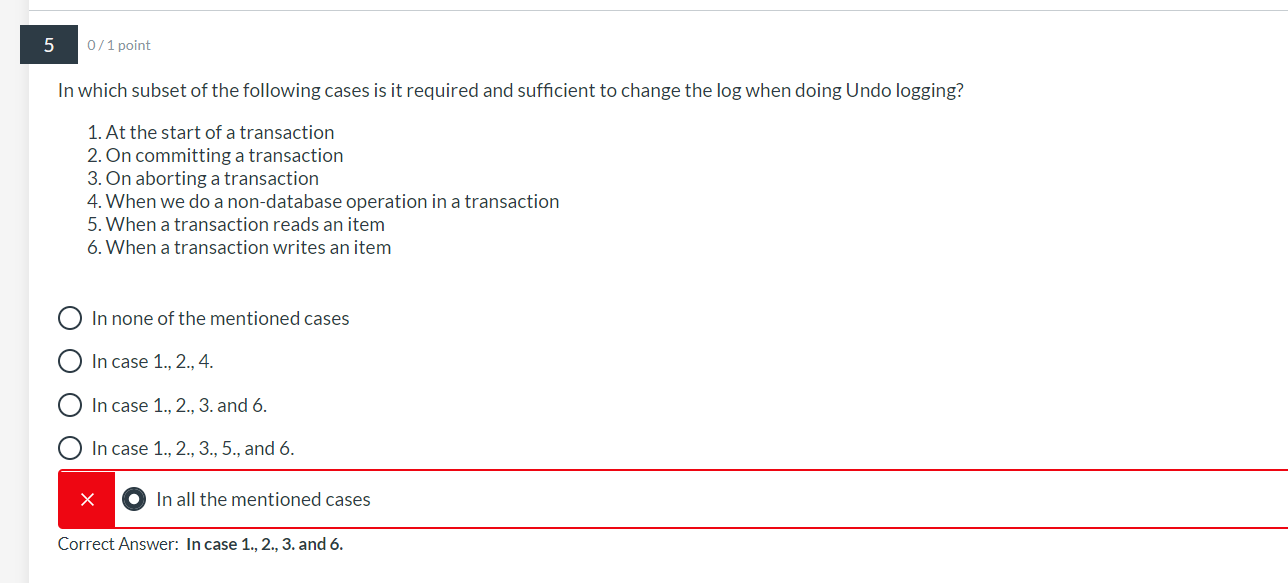 5
0 / 1 point
In which subset of the following cases is it required and sufficient to change the log when doing Undo logging?
1. At the start of a transaction
2. On committing a transaction
3. On aborting a transaction
4. When we do a non-database operation in a transaction
5. When a transaction reads an item
6. When a transaction writes an item
In none of the mentioned cases
In case 1., 2., 4.
In case 1., 2., 3. and 6.
In case 1., 2., 3., 5., and 6.
In all the mentioned cases
Correct Answer: In case 1., 2., 3. and 6.